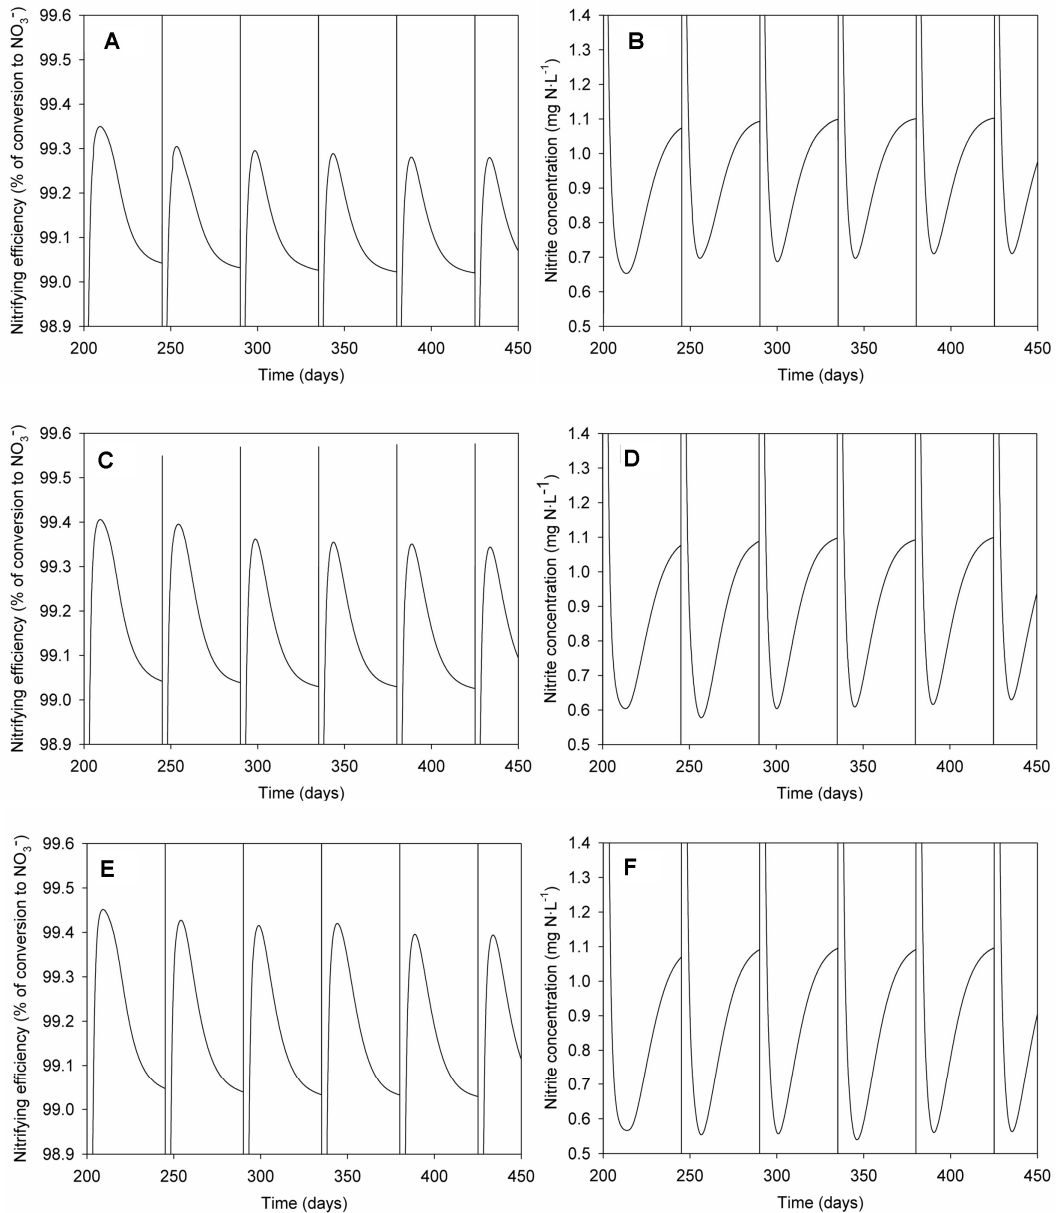 Nitrifying efficiency (% of conversion to NO₃⁻)
99.6
99.5
99.4
99.3
99.2
99.1
99.0
98.9
A
200 250 300 350 400 450
Time (days)
Nitrite concentration (mg N·L⁻¹)
1.4
1.3
1.2
1.1
1.0
0.9
0.8
0.7
0.6
0.5
B
200 250 300 350 400 450
Time (days)
Nitrifying efficiency (% of conversion to NO₃⁻)
99.6
99.5
99.4
99.3
99.2
99.1
99.0
98.9
C
200 250 300 350 400 450
Time (days)
Nitrite concentration (mg N·L⁻¹)
1.4
1.3
1.2
1.1
1.0
0.9
0.8
0.7
0.6
0.5
D
200 250 300 350 400 450
Time (days)
Nitrifying efficiency (% of conversion to NO₃⁻)
99.6
99.5
99.4
99.3
99.2
99.1
99.0
98.9
E
200 250 300 350 400 450
Time (days)
Nitrite concentration (mg N·L⁻¹)
1.4
1.3
1.2
1.1
1.0
0.9
0.8
0.7
0.6
0.5
F
200 250 300 350 400 450
Time (days)